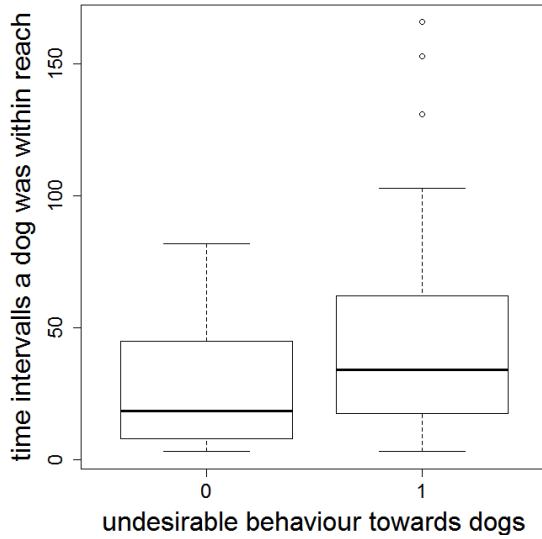 time intervalls a dog was within reach
150
100
50
0
0 1
undesirable behaviour towards dogs